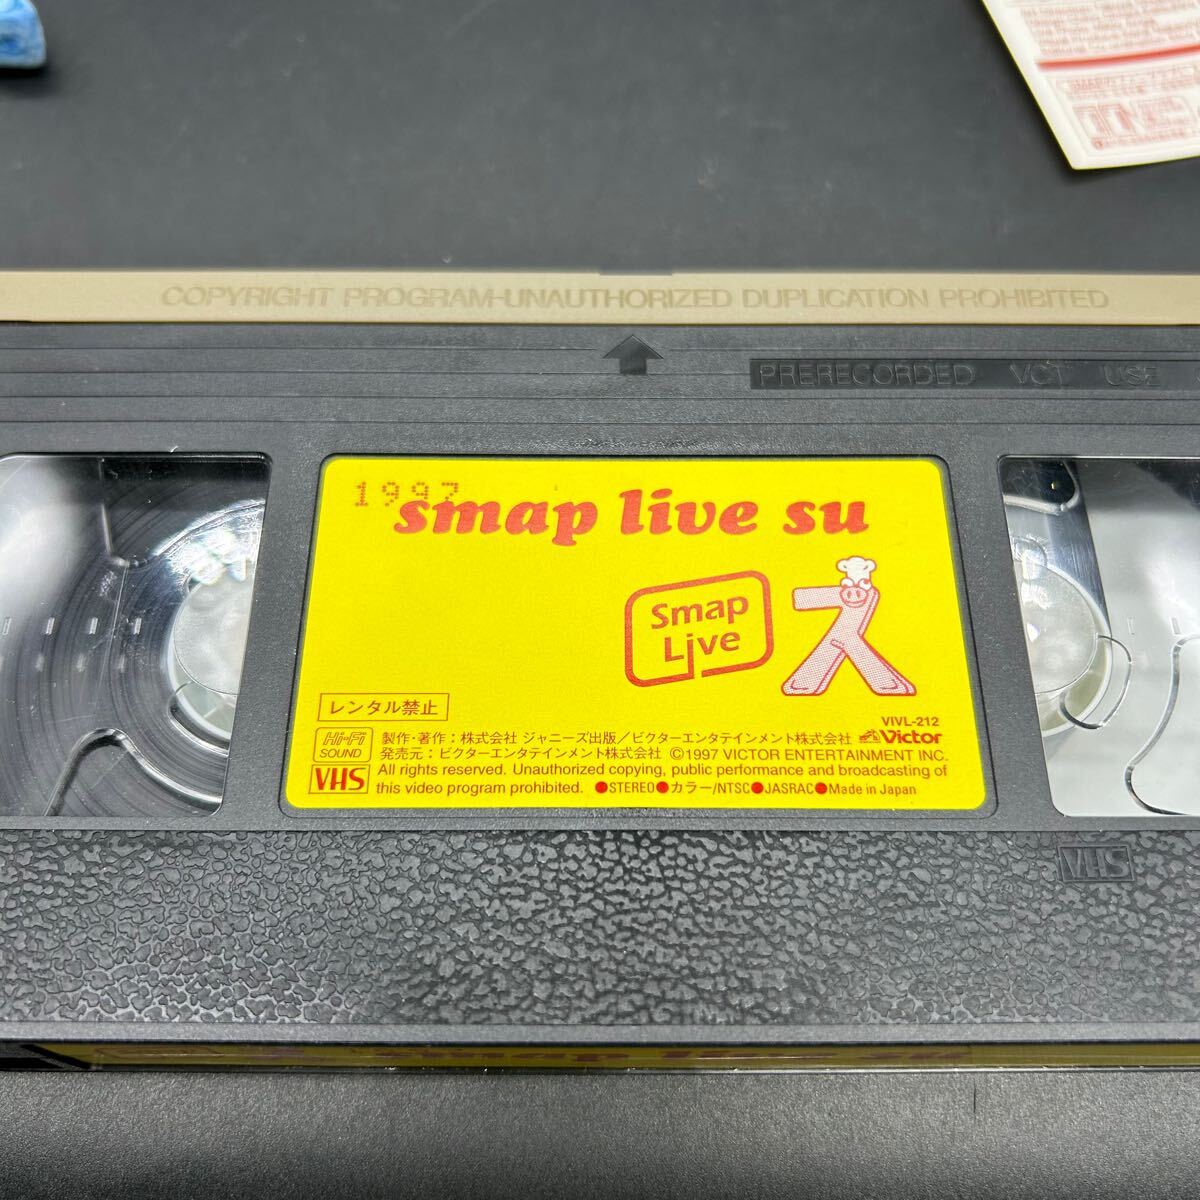 COPYRIGHT PROGRAM-UNAUTHORIZED DUPLICATION PROHIBITED
PRERECORDED VCT USE
1997
smap live su
Smap
Live
ス
レンタル禁止
VIVL-212
Hi-Fi
SOUND
製作・著作：株式会社 ジャニーズ出版／ビクターエンタテインメント株式会社
Victor
発売元：ビクターエンタテインメント株式会社 ©1997 VICTOR ENTERTAINMENT INC.
VHS
All rights reserved. Unauthorized copying, public performance and broadcasting of
this video program prohibited. ●STEREO●カラー/NTSC●JASRAC●Made in Japan
VHS
smap live su